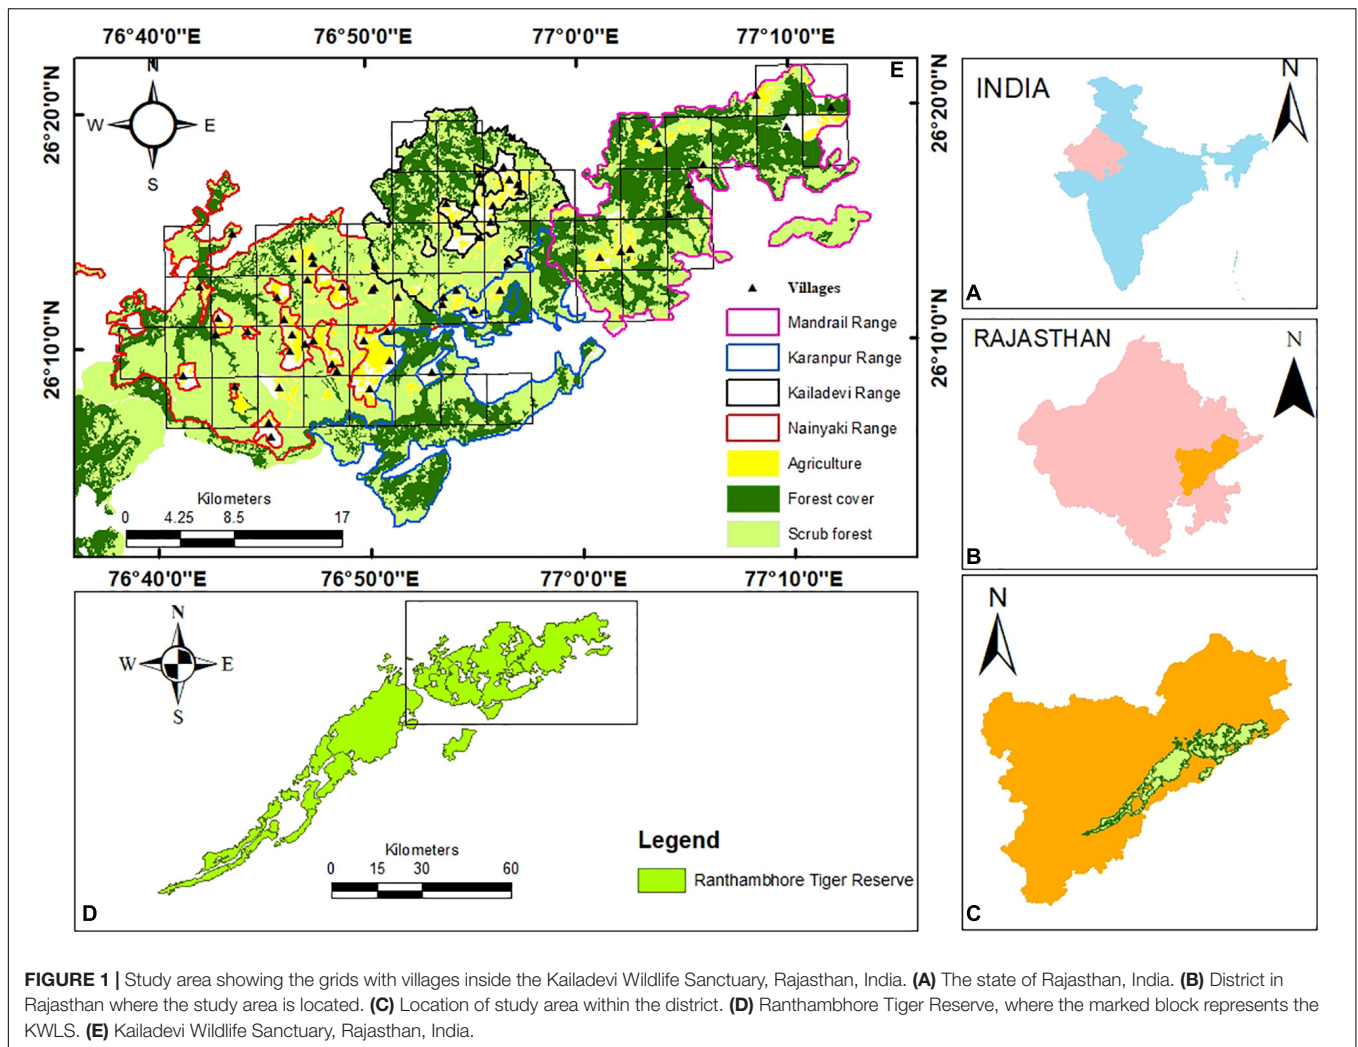 76°40'0"E 76°50'0"E 77°0'0"E 77°10'0"E
26°20'0"N
26°10'0"N
N
W E
S
E
Villages
Mandrail Range
Karanpur Range
Kailadevi Range
Nainyaki Range
Agriculture
Forest cover
Scrub forest
Kilometers
0 4.25 8.5 17
26°20'0"N
26°10'0"N
76°40'0"E 76°50'0"E 77°0'0"E 77°10'0"E
INDIA
N
A
RAJASTHAN
N
B
N
C
N
W E
S
Kilometers
0 15 30 60
Legend
Ranthambhore Tiger Reserve
D
FIGURE 1 | Study area showing the grids with villages inside the Kailadevi Wildlife Sanctuary, Rajasthan, India. (A) The state of Rajasthan, India. (B) District in
Rajasthan where the study area is located. (C) Location of study area within the district. (D) Ranthambhore Tiger Reserve, where the marked block represents the
KWLS. (E) Kailadevi Wildlife Sanctuary, Rajasthan, India.